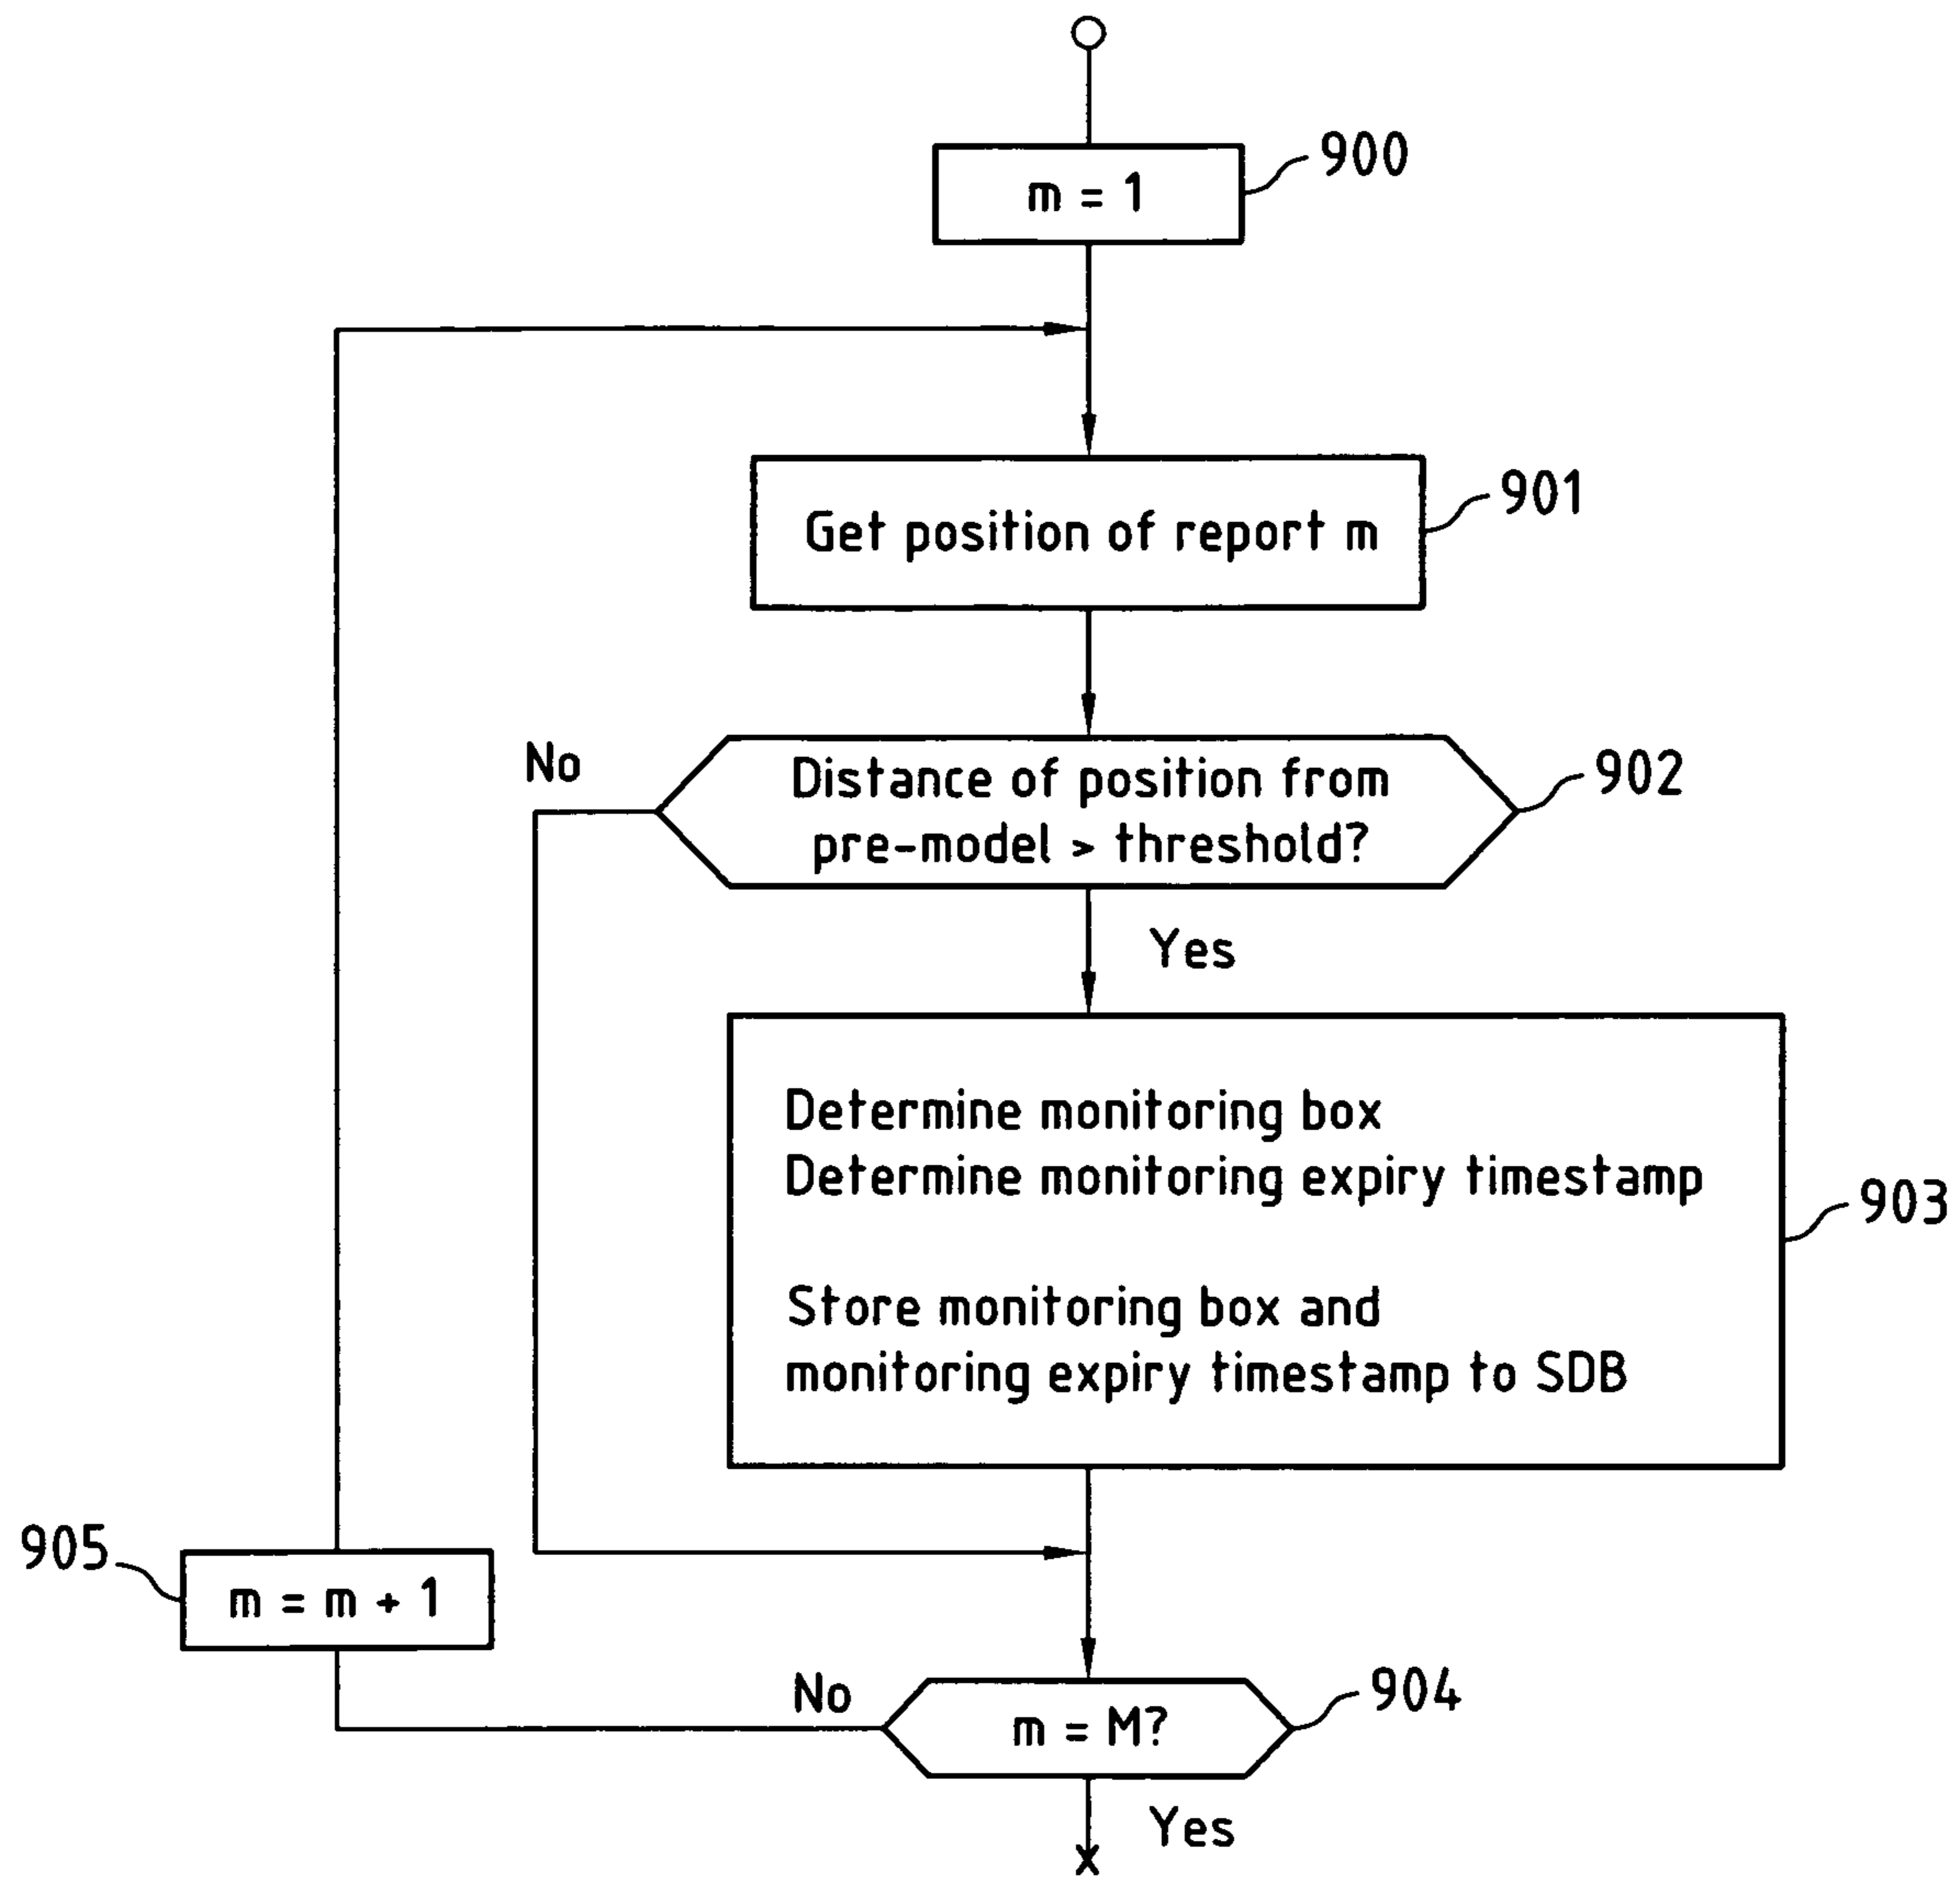 900
m = 1
901
Get position of report m
No
902
Distance of position from
pre-model > threshold?
Yes
Determine monitoring box
Determine monitoring expiry timestamp
903
Store monitoring box and
monitoring expiry timestamp to SDB
905
m = m + 1
No
904
m = M?
Yes
x